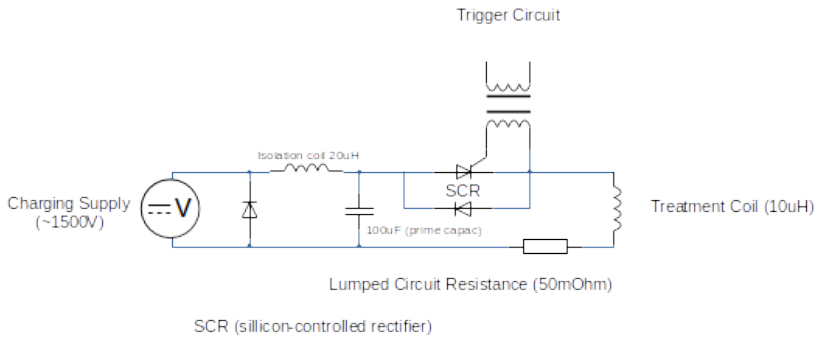 Trigger Circuit
Isolation coil 20uH
SCR
Charging Supply
(~1500V)
V
Treatment Coil (10uH)
100uF (prime capac)
Lumped Circuit Resistance (50mOhm)
SCR (sillicon-controlled rectifier)